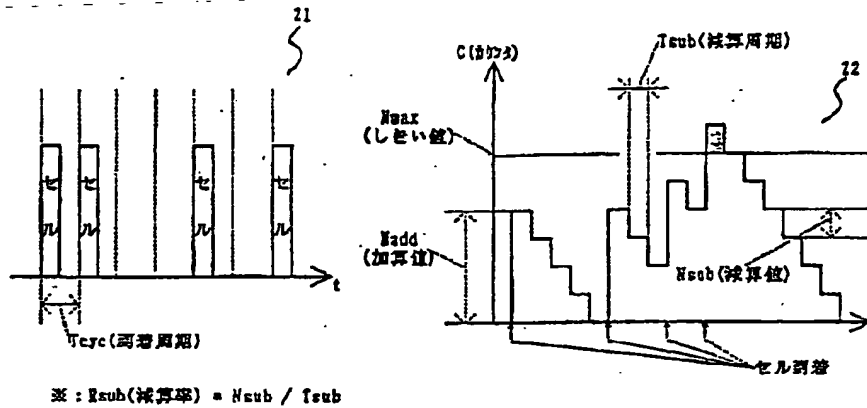 21
セル
セル
セル
セル
t
Tcyc(到着周期)
※ : Rsub(減算率) = Nsub / Tsub
22
C(カウンタ)
Tsub(減算周期)
Nmax
(しきい値)
Nadd
(加算値)
Nsub(減算値)
セル到着